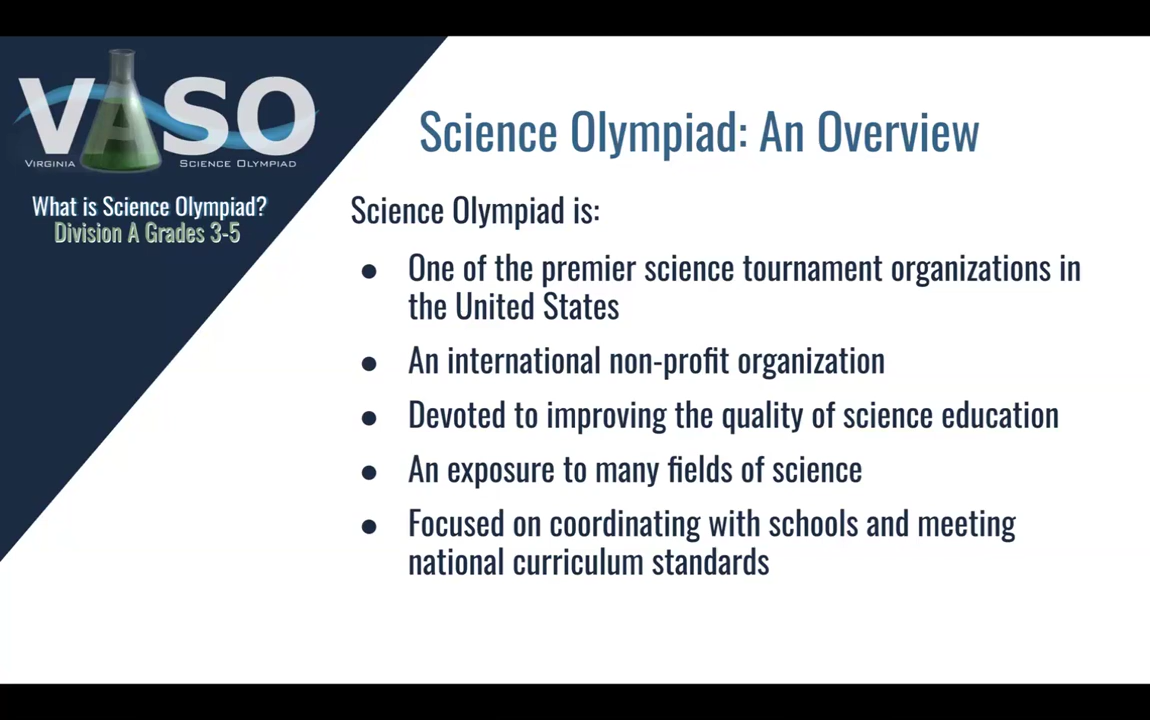 VASO
VIRGINIA SCIENCE OLYMPIAD
What is Science Olympiad?
Division A Grades 3-5
Science Olympiad: An Overview
Science Olympiad is:
● One of the premier science tournament organizations in
the United States
● An international non-profit organization
● Devoted to improving the quality of science education
● An exposure to many fields of science
● Focused on coordinating with schools and meeting
national curriculum standards